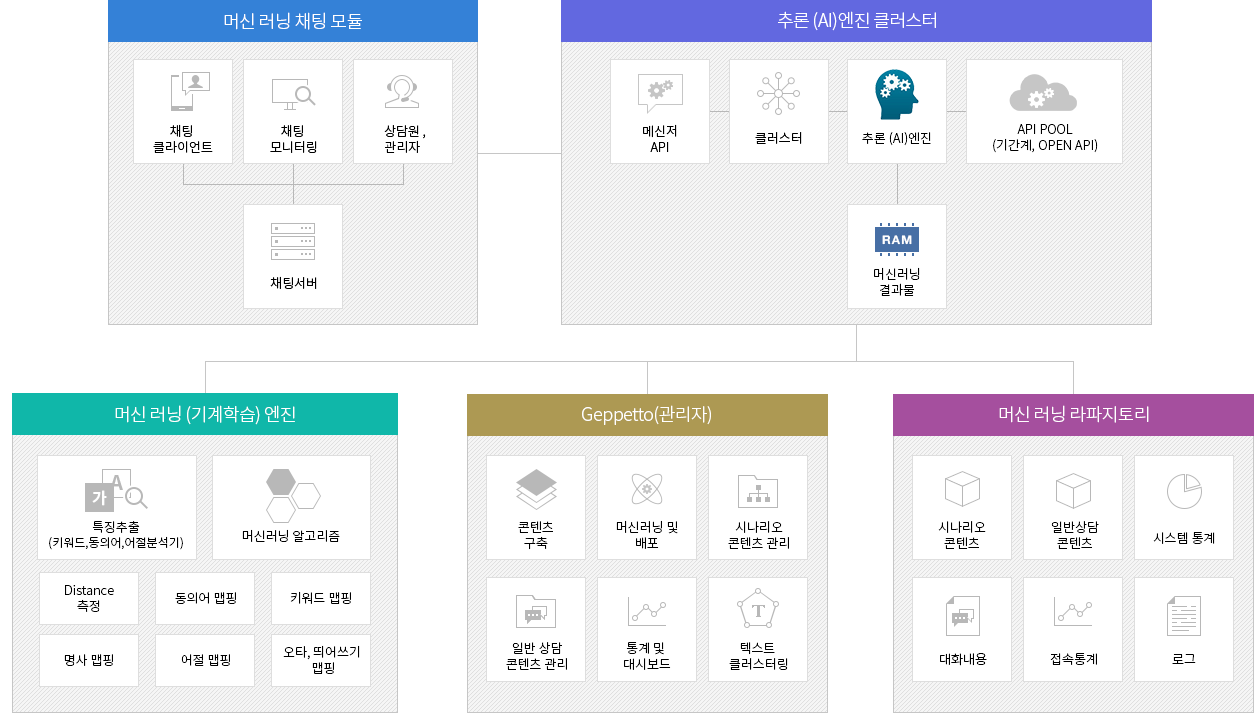 머신 러닝 채팅 모듈
채팅
클라이언트
채팅
모니터링
상담원,
관리자
채팅서버
추론 (AI)엔진 클러스터
메신저
API
클러스터
추론 (AI)엔진
API POOL
(기간계, OPEN API)
RAM
머신러닝
결과물
머신 러닝 (기계학습) 엔진
가
A
특징추출
(키워드,동의어,어절분석기)
머신러닝 알고리즘
Distance
측정
동의어 맵핑
키워드 맵핑
명사 맵핑
어절 맵핑
오타, 띄어쓰기
맵핑
Geppetto(관리자)
콘텐츠
구축
머신러닝 및
배포
시나리오
콘텐츠 관리
일반 상담
콘텐츠 관리
통계 및
대시보드
T
텍스트
클러스터링
머신 러닝 라파지토리
시나리오
콘텐츠
일반상담
콘텐츠
시스템 통계
대화내용
접속통계
로그